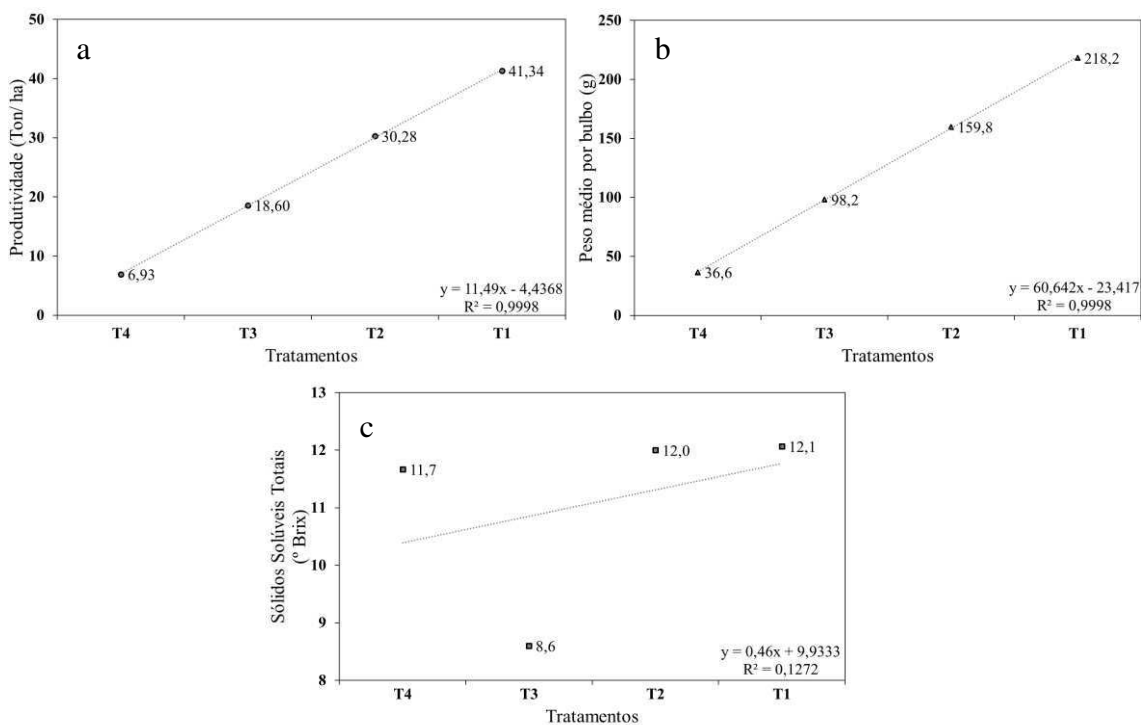 a
Produtividade (Ton/ ha)
50
40
30
20
10
0
6,93
18,60
30,28
41,34
y = 11,49x - 4,4368
R² = 0,9998
T4 T3 T2 T1
Tratamentos
b
Peso médio por bulbo (g)
250
200
150
100
50
0
36,6
98,2
159,8
218,2
y = 60,642x - 23,417
R² = 0,9998
T4 T3 T2 T1
Tratamentos
c
Sólidos Solúveis Totais
(º Brix)
13
12
11
10
9
8
11,7
8,6
12,0
12,1
y = 0,46x + 9,9333
R² = 0,1272
T4 T3 T2 T1
Tratamentos